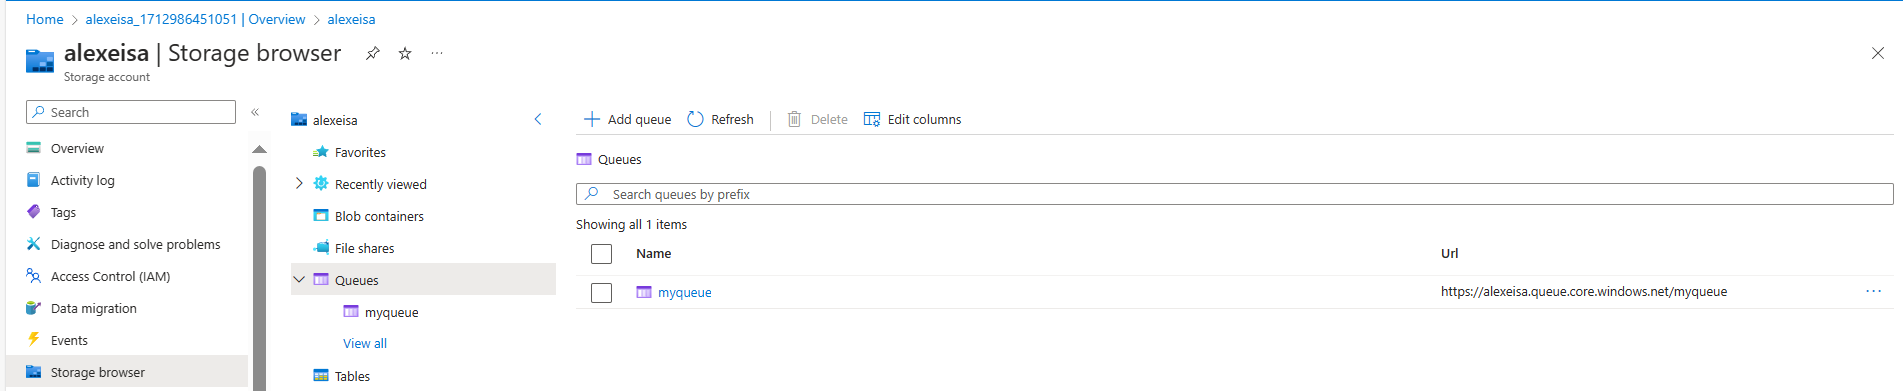 Home > alexeisa_1712986451051 | Overview > alexeisa
alexeisa | Storage browser
Storage account
Search
Overview
Activity log
Tags
Diagnose and solve problems
Access Control (IAM)
Data migration
Events
Storage browser
alexeisa
Favorites
Recently viewed
Blob containers
File shares
Queues
myqueue
View all
Tables
Add queue Refresh Delete Edit columns
Queues
Search queues by prefix
Showing all 1 items
Name Url
myqueue https://alexeisa.queue.core.windows.net/myqueue